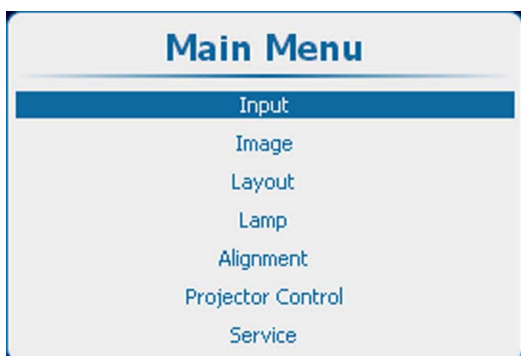 Main Menu
Input
Image
Layout
Lamp
Alignment
Projector Control
Service